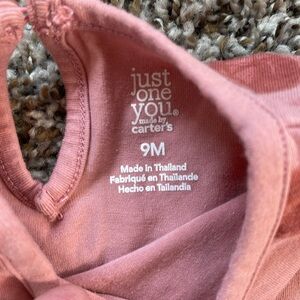 just
one
you®
made by
carter's
9M
Made in Thailand
Fabriqué en Thaïlande
Hecho en Tailandia